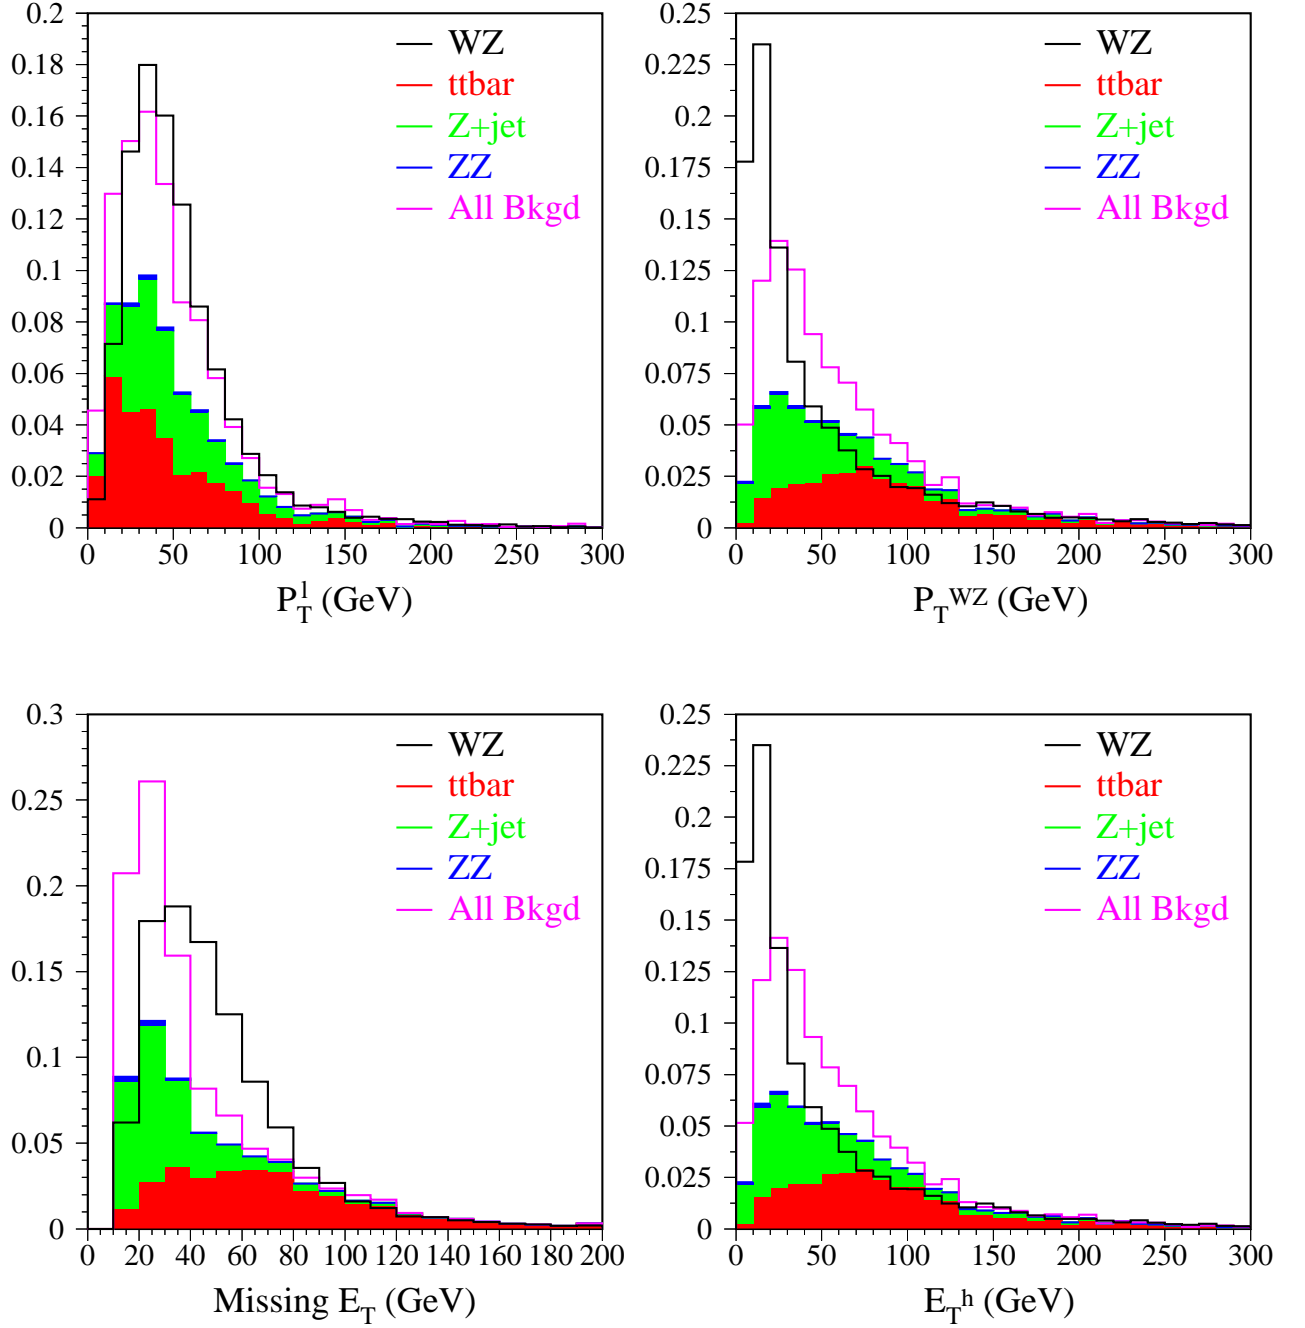 0.2
0.18
0.16
0.14
0.12
0.1
0.08
0.06
0.04
0.02
0
WZ
ttbar
Z+jet
ZZ
All Bkgd
0 50 100 150 200 250 300
P_T^l (GeV)
0.25
0.225
0.2
0.175
0.15
0.125
0.1
0.075
0.05
0.025
0
WZ
ttbar
Z+jet
ZZ
All Bkgd
0 50 100 150 200 250 300
P_T^WZ (GeV)
0.3
0.25
0.2
0.15
0.1
0.05
0
WZ
ttbar
Z+jet
ZZ
All Bkgd
0 20 40 60 80 100 120 140 160 180 200
Missing E_T (GeV)
0.25
0.225
0.2
0.175
0.15
0.125
0.1
0.075
0.05
0.025
0
WZ
ttbar
Z+jet
ZZ
All Bkgd
0 50 100 150 200 250 300
E_T^h (GeV)